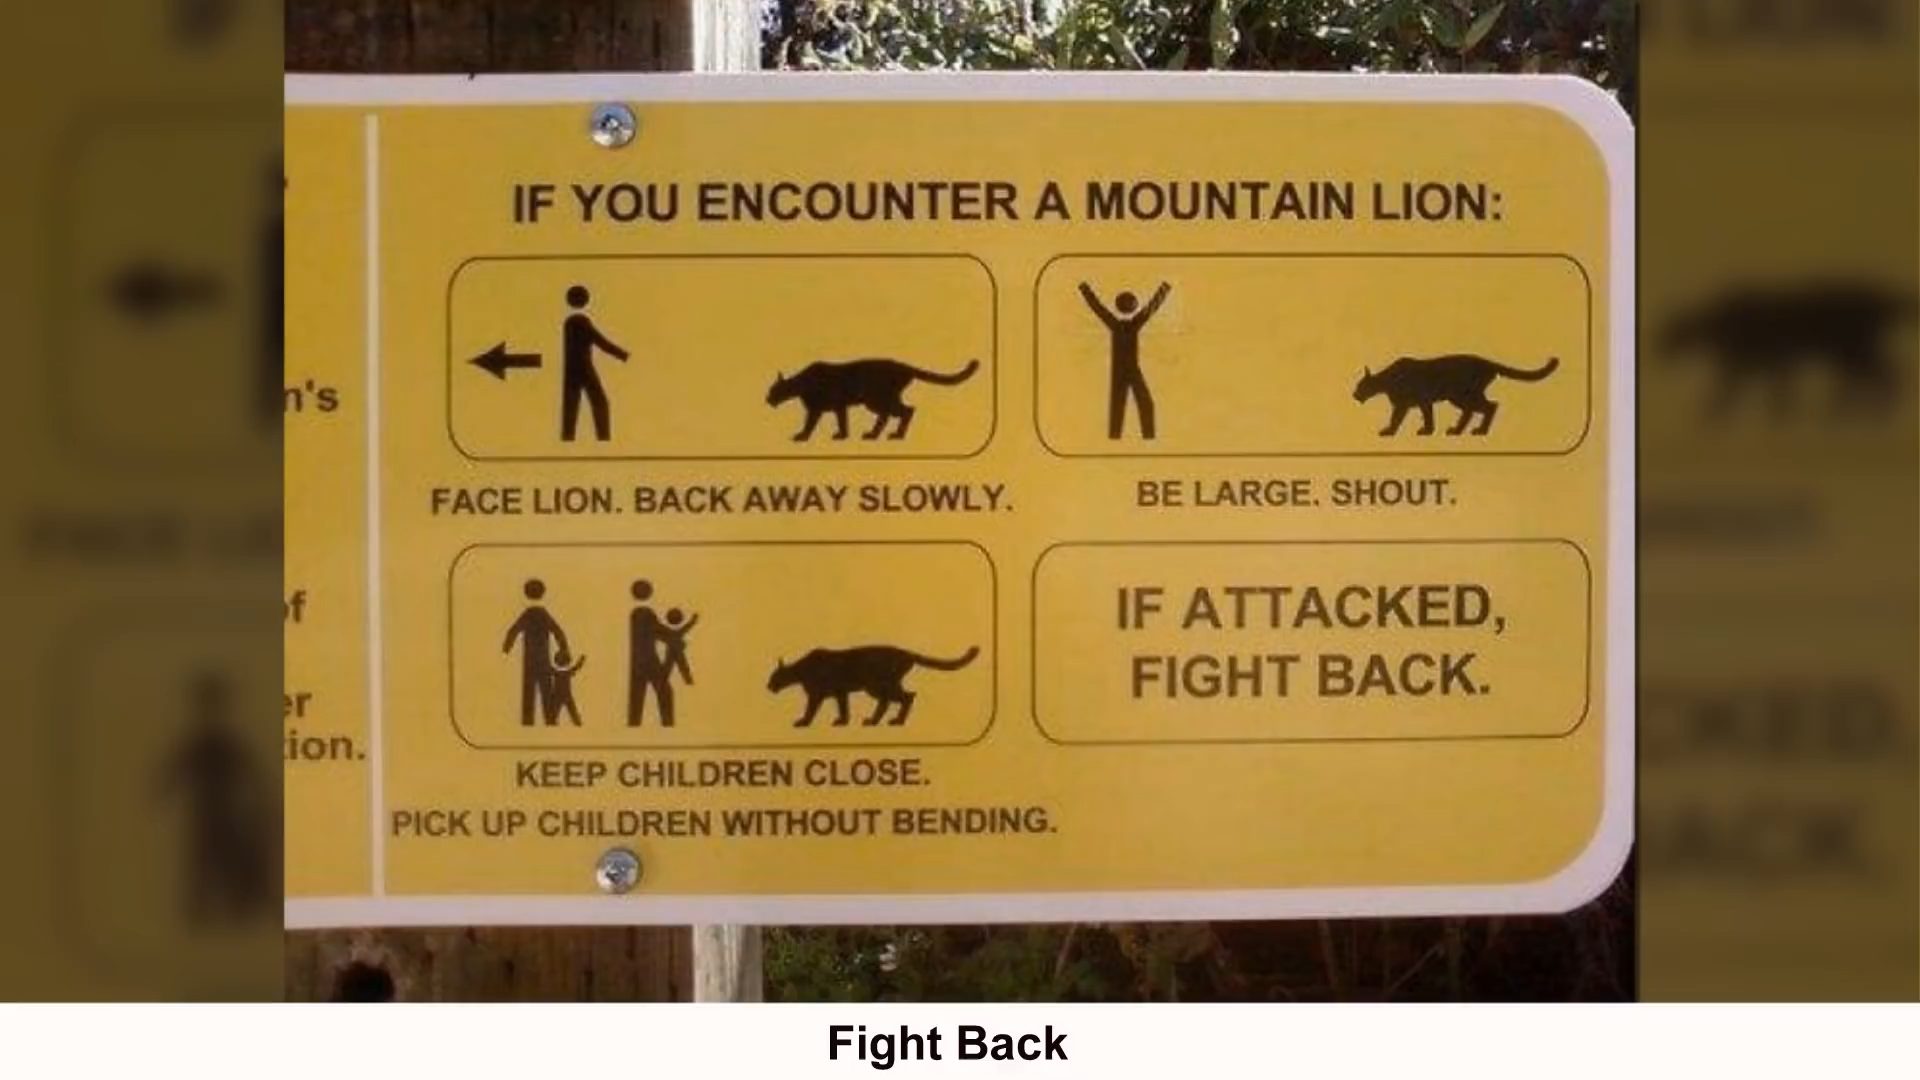 IF YOU ENCOUNTER A MOUNTAIN LION:
FACE LION. BACK AWAY SLOWLY.
BE LARGE. SHOUT.
KEEP CHILDREN CLOSE.
PICK UP CHILDREN WITHOUT BENDING.
IF ATTACKED,
FIGHT BACK.
Fight Back